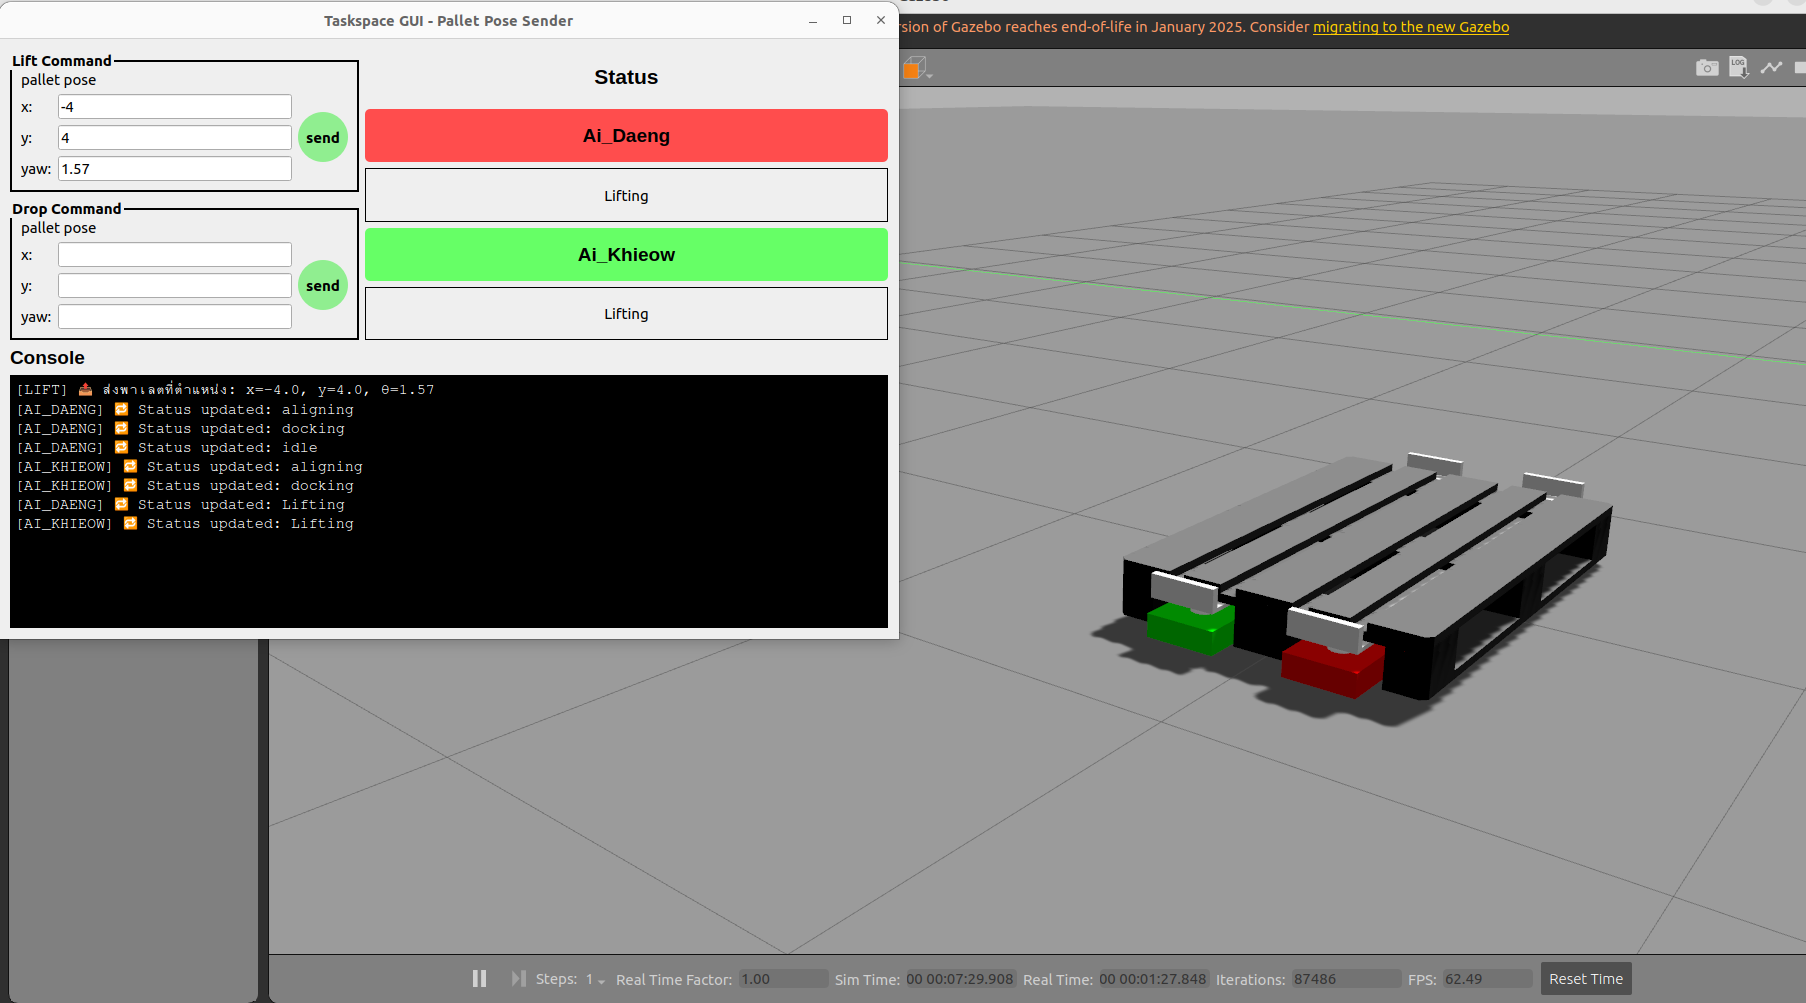 Taskspace GUI - Pallet Pose Sender
Lift Command
pallet pose
x: -4
y: 4
yaw: 1.57
send
Drop Command
pallet pose
x:
y:
yaw:
send
Status
Ai_Daeng
Lifting
Ai_Khieow
Lifting
Console
[LIFT] 📤 ส่งพาเลตที่ตำแหน่ง: x=-4.0, y=4.0, θ=1.57
[AI_DAENG] 🔁 Status updated: aligning
[AI_DAENG] 🔁 Status updated: docking
[AI_DAENG] 🔁 Status updated: idle
[AI_KHIEOW] 🔁 Status updated: aligning
[AI_KHIEOW] 🔁 Status updated: docking
[AI_DAENG] 🔁 Status updated: Lifting
[AI_KHIEOW] 🔁 Status updated: Lifting
of Gazebo reaches end-of-life in January 2025. Consider migrating to the new Gazebo
LOG
Steps: 1 Real Time Factor: 1.00 Sim Time: 00 00:07:29.908 Real Time: 00 00:01:27.848 Iterations: 87486 FPS: 62.49 Reset Time